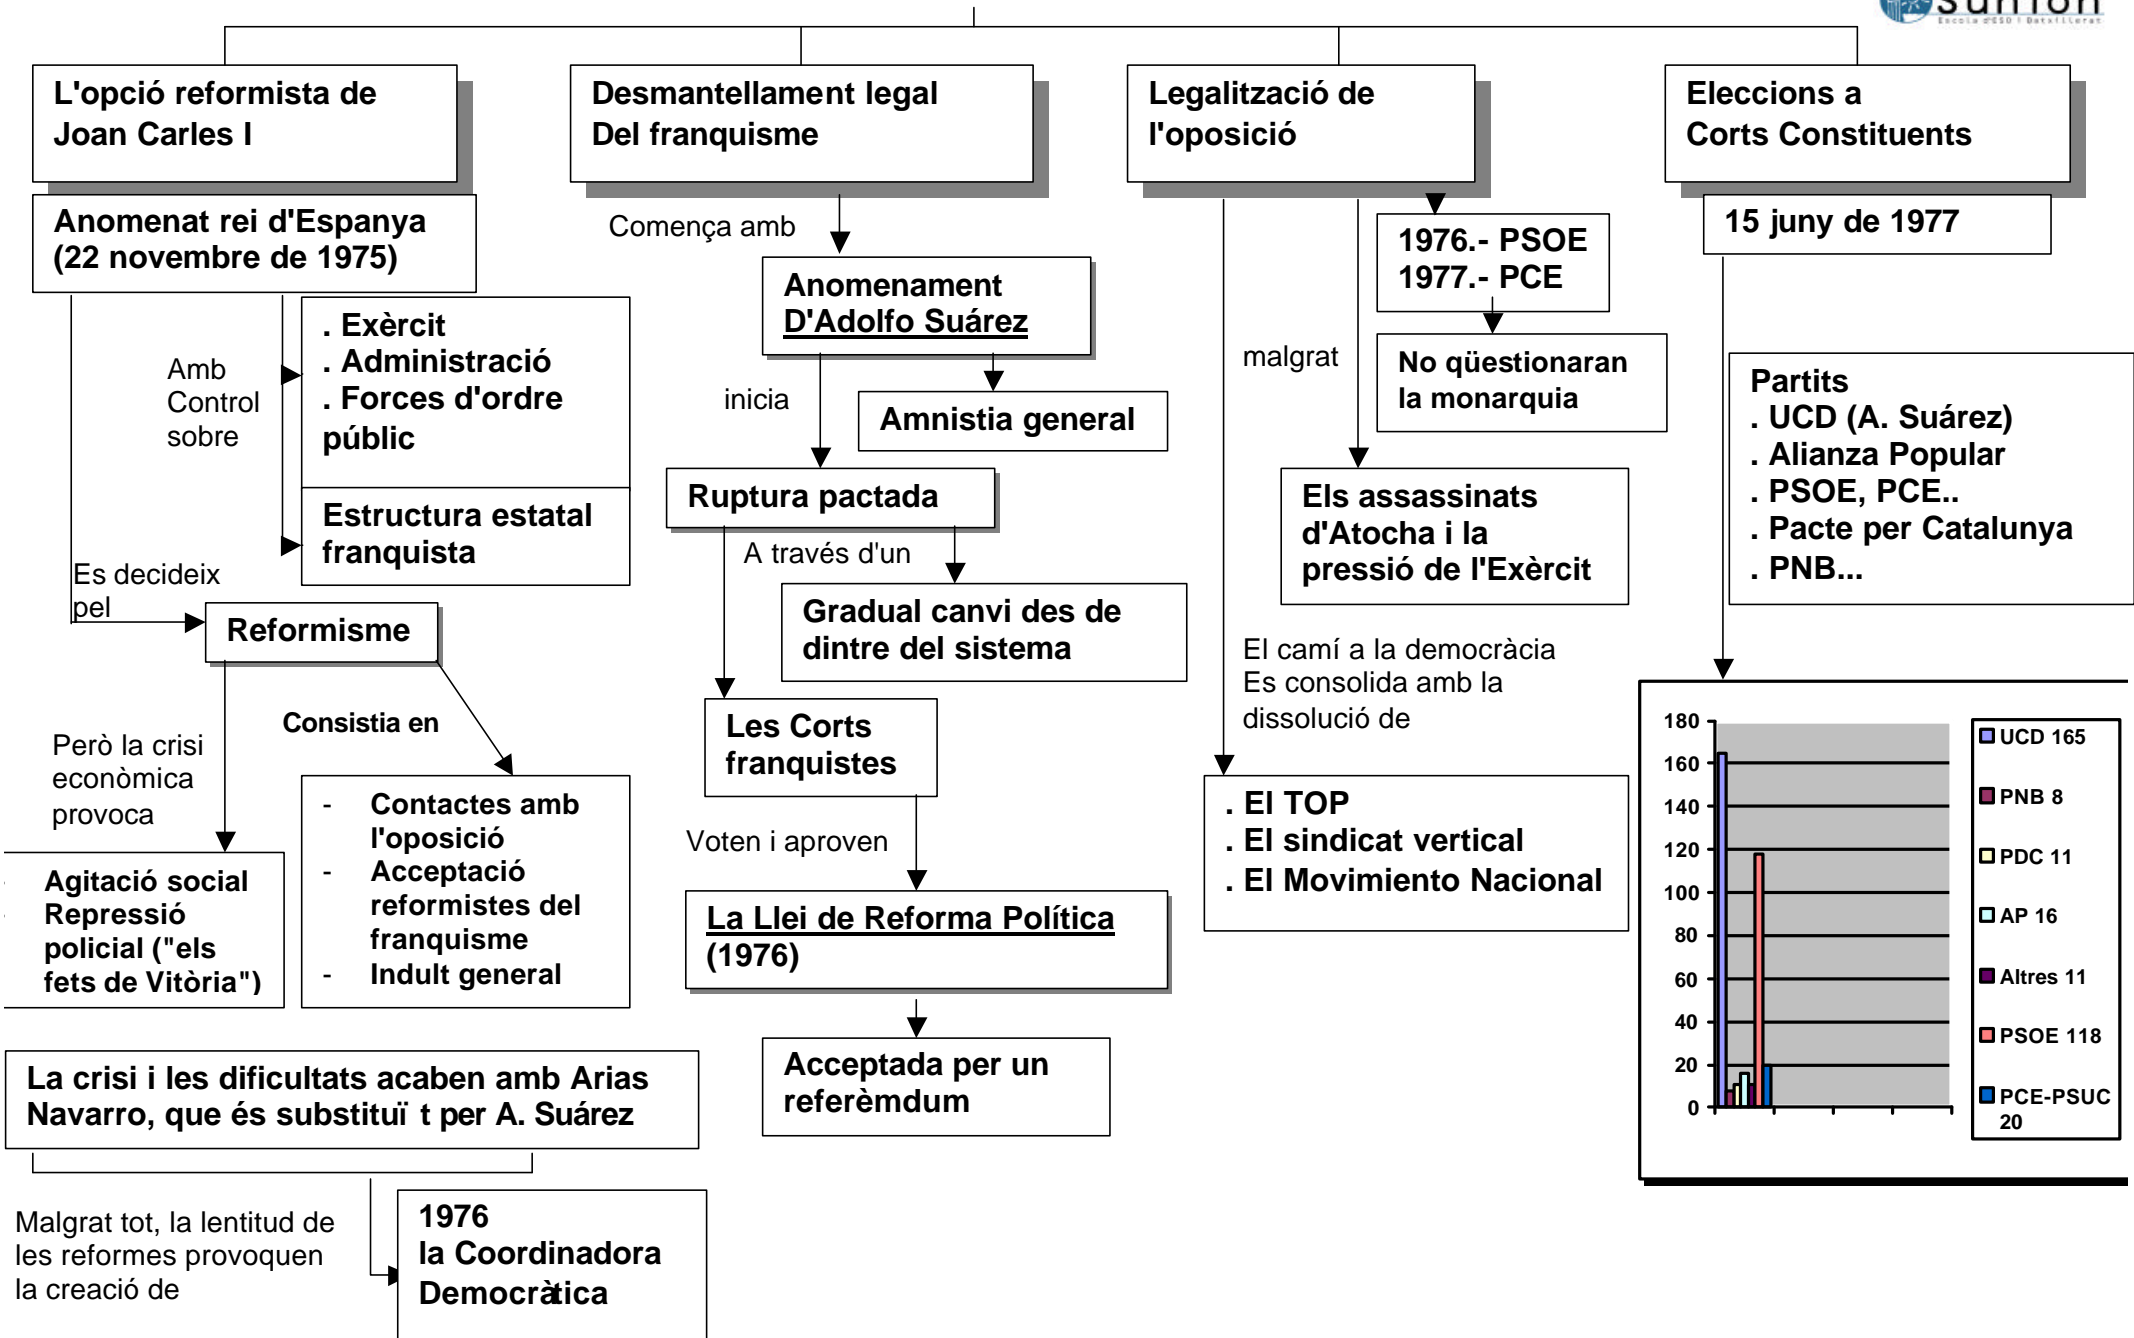 Sunion
Escola d'ESO i Batxillerat
L'opció reformista de
Joan Carles I
Anomenat rei d'Espanya
(22 novembre de 1975)
Amb
Control
sobre
. Exèrcit
. Administració
. Forces d'ordre
públic
Estructura estatal
franquista
Es decideix
pel
Reformisme
Però la crisi
econòmica
provoca
Consistia en
- Agitació social
- Repressió
policial ("els
fets de Vitòria")
- Contactes amb
l'oposició
- Acceptació
reformistes del
franquisme
- Indult general
La crisi i les dificultats acaben amb Arias
Navarro, que és substituï t per A. Suárez
Malgrat tot, la lentitud de
les reformes provoquen
la creació de
1976
la Coordinadora
Democràtica
Desmantellament legal
Del franquisme
Comença amb
Anomenament
D'Adolfo Suárez
inicia
Amnistia general
Ruptura pactada
A través d'un
Gradual canvi des de
dintre del sistema
Les Corts
franquistes
Voten i aproven
La Llei de Reforma Política
(1976)
Acceptada per un
referèmdum
Legalització de
l'oposició
1976.- PSOE
1977.- PCE
No qüestionaran
la monarquia
malgrat
Els assassinats
d'Atocha i la
pressió de l'Exèrcit
El camí a la democràcia
Es consolida amb la
dissolució de
. El TOP
. El sindicat vertical
. El Movimiento Nacional
Eleccions a
Corts Constituents
15 juny de 1977
Partits
. UCD (A. Suárez)
. Alianza Popular
. PSOE, PCE..
. Pacte per Catalunya
. PNB...
180
160
140
120
100
80
60
40
20
0
UCD 165
PNB 8
PDC 11
AP 16
Altres 11
PSOE 118
PCE-PSUC
20